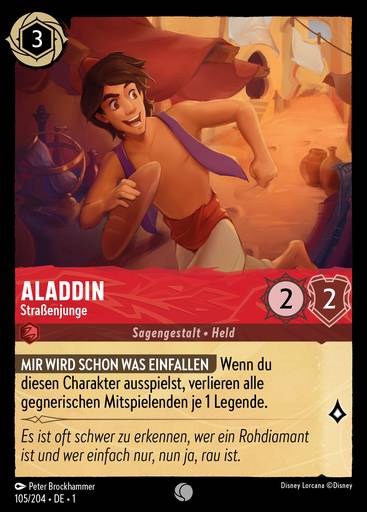 3
ALADDIN
Straßenjunge
2
2
Sagengestalt • Held
MIR WIRD SCHON WAS EINFALLEN Wenn du
diesen Charakter ausspielst, verlieren alle
gegnerischen Mitspielenden je 1 Legende.
Es ist oft schwer zu erkennen, wer ein Rohdiamant
ist und wer einfach nur, nun ja, rau ist.
Peter Brockhammer
Disney Lorcana ©Disney
105/204 • DE • 1